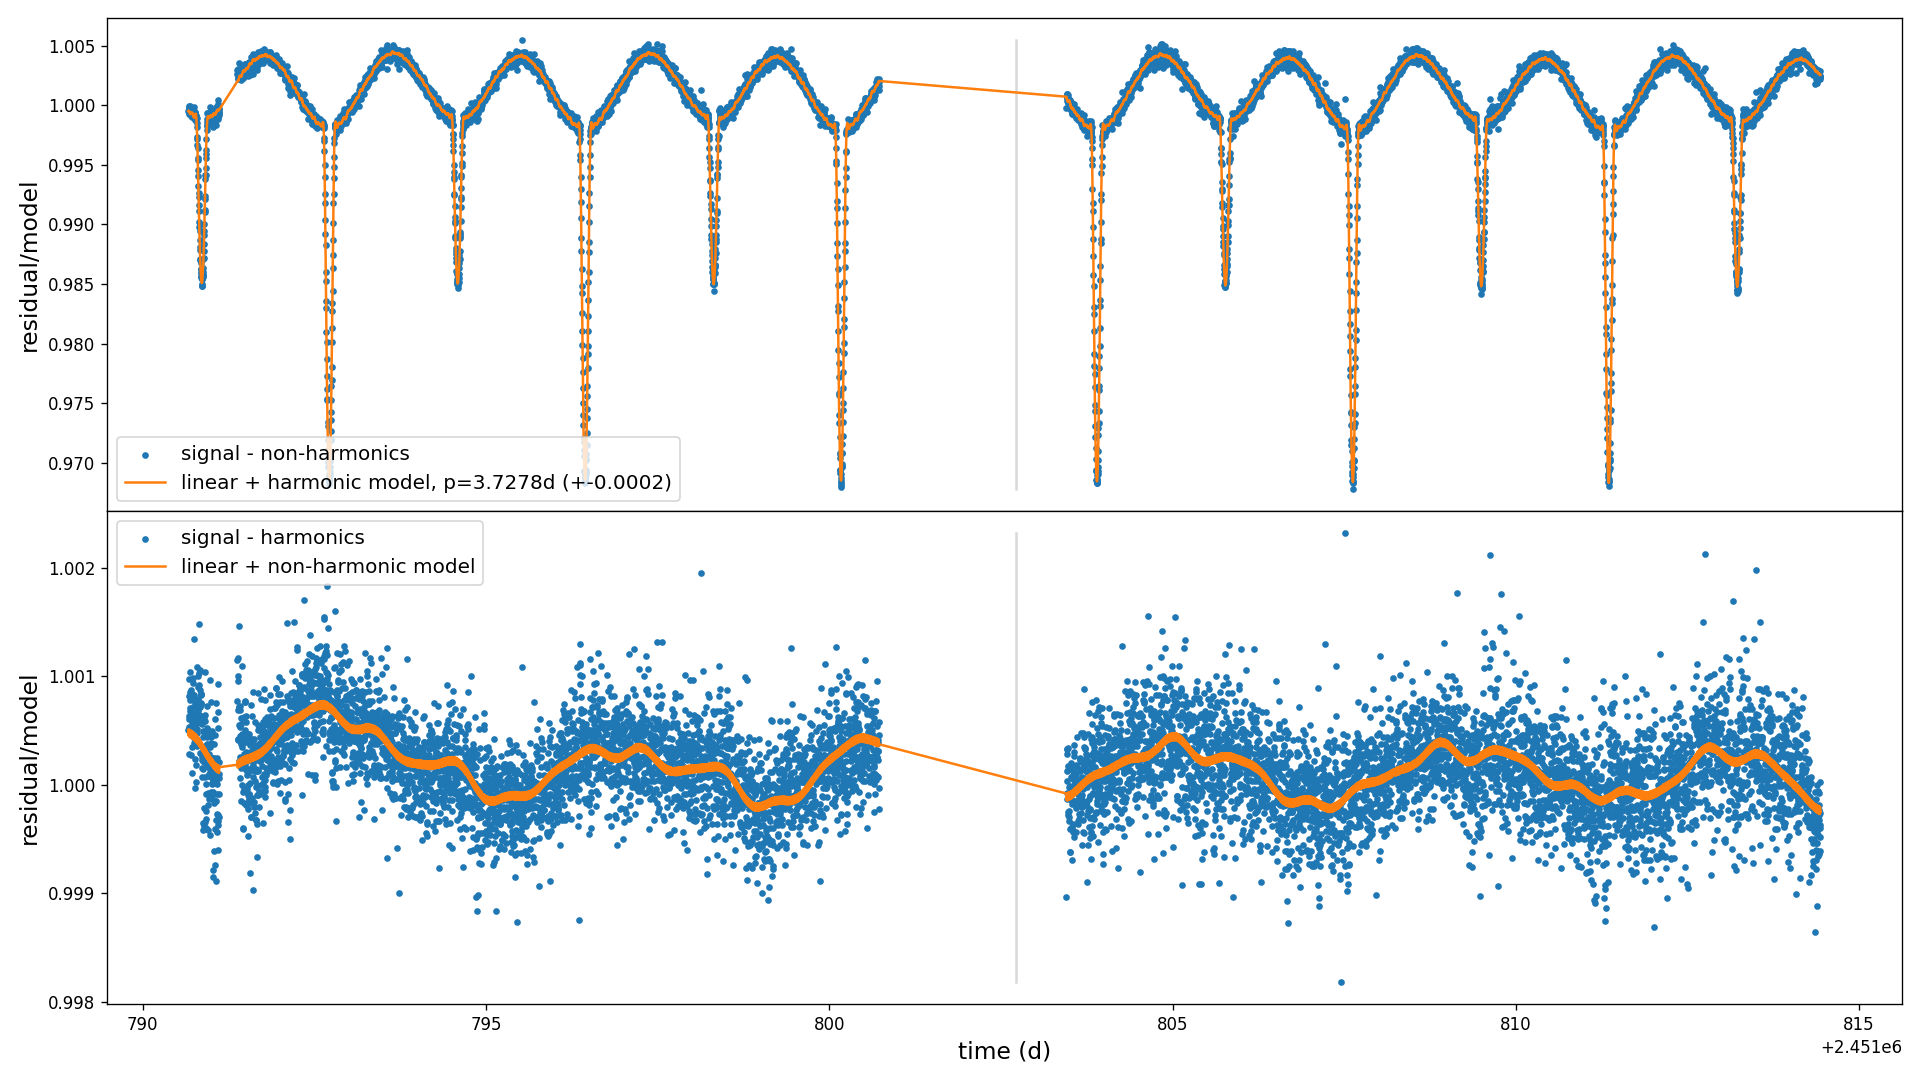 residual/model
1.005
1.000
0.995
0.990
0.985
0.980
0.975
0.970
signal - non-harmonics
linear + harmonic model, p=3.7278d (+-0.0002)
residual/model
1.002
1.001
1.000
0.999
0.998
signal - harmonics
linear + non-harmonic model
790 795 800 805 810 815
time (d)
+2.451e6